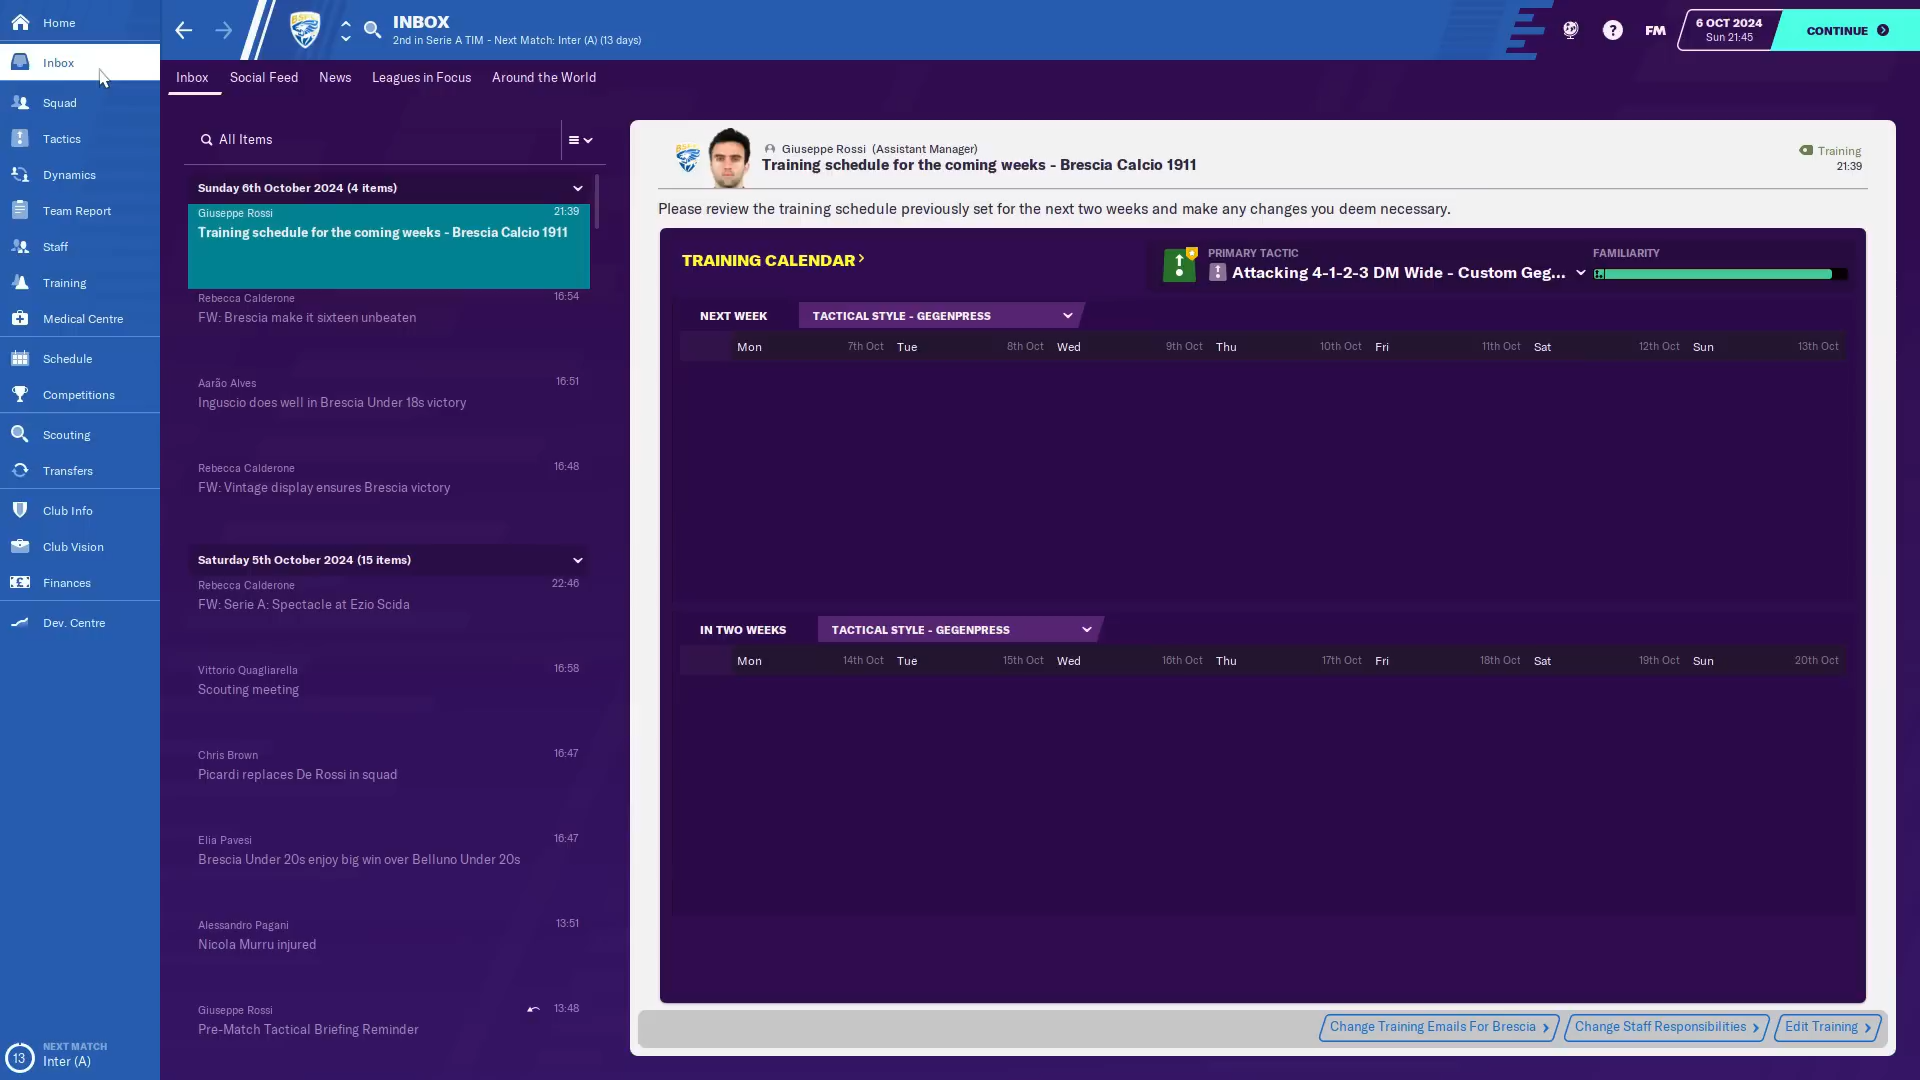 Home
Inbox
Squad
Tactics
Dynamics
Team Report
Staff
Training
Medical Centre
Schedule
Competitions
Scouting
Transfers
Club Info
Club Vision
Finances
Dev. Centre
13
NEXT MATCH
Inter (A)
INBOX
2nd in Serie A TIM - Next Match: Inter (A) (13 days)
FM
6 OCT 2024
Sun 21:45
CONTINUE
Inbox Social Feed News Leagues in Focus Around the World
All Items
Sunday 6th October 2024 (4 items)
Giuseppe Rossi 21:39
Training schedule for the coming weeks - Brescia Calcio 1911
Rebecca Calderone 16:54
FW: Brescia make it sixteen unbeaten
Aarão Alves 16:51
Inguscio does well in Brescia Under 18s victory
Rebecca Calderone 16:48
FW: Vintage display ensures Brescia victory
Saturday 5th October 2024 (15 items)
Rebecca Calderone 22:46
FW: Serie A: Spectacle at Ezio Scida
Vittorio Quagliarella 16:58
Scouting meeting
Chris Brown 16:47
Picardi replaces De Rossi in squad
Elia Pavesi 16:47
Brescia Under 20s enjoy big win over Belluno Under 20s
Alessandro Pagani 13:51
Nicola Murru injured
Giuseppe Rossi 13:48
Pre-Match Tactical Briefing Reminder
Giuseppe Rossi (Assistant Manager)
Training schedule for the coming weeks - Brescia Calcio 1911
Training
21:39
Please review the training schedule previously set for the next two weeks and make any changes you deem necessary.
TRAINING CALENDAR
PRIMARY TACTIC
Attacking 4-1-2-3 DM Wide - Custom Geg...
FAMILIARITY
NEXT WEEK TACTICAL STYLE - GEGENPRESS
Mon 7th Oct Tue 8th Oct Wed 9th Oct Thu 10th Oct Fri 11th Oct Sat 12th Oct Sun 13th Oct
IN TWO WEEKS TACTICAL STYLE - GEGENPRESS
Mon 14th Oct Tue 15th Oct Wed 16th Oct Thu 17th Oct Fri 18th Oct Sat 19th Oct Sun 20th Oct
Change Training Emails For Brescia Change Staff Responsibilities Edit Training